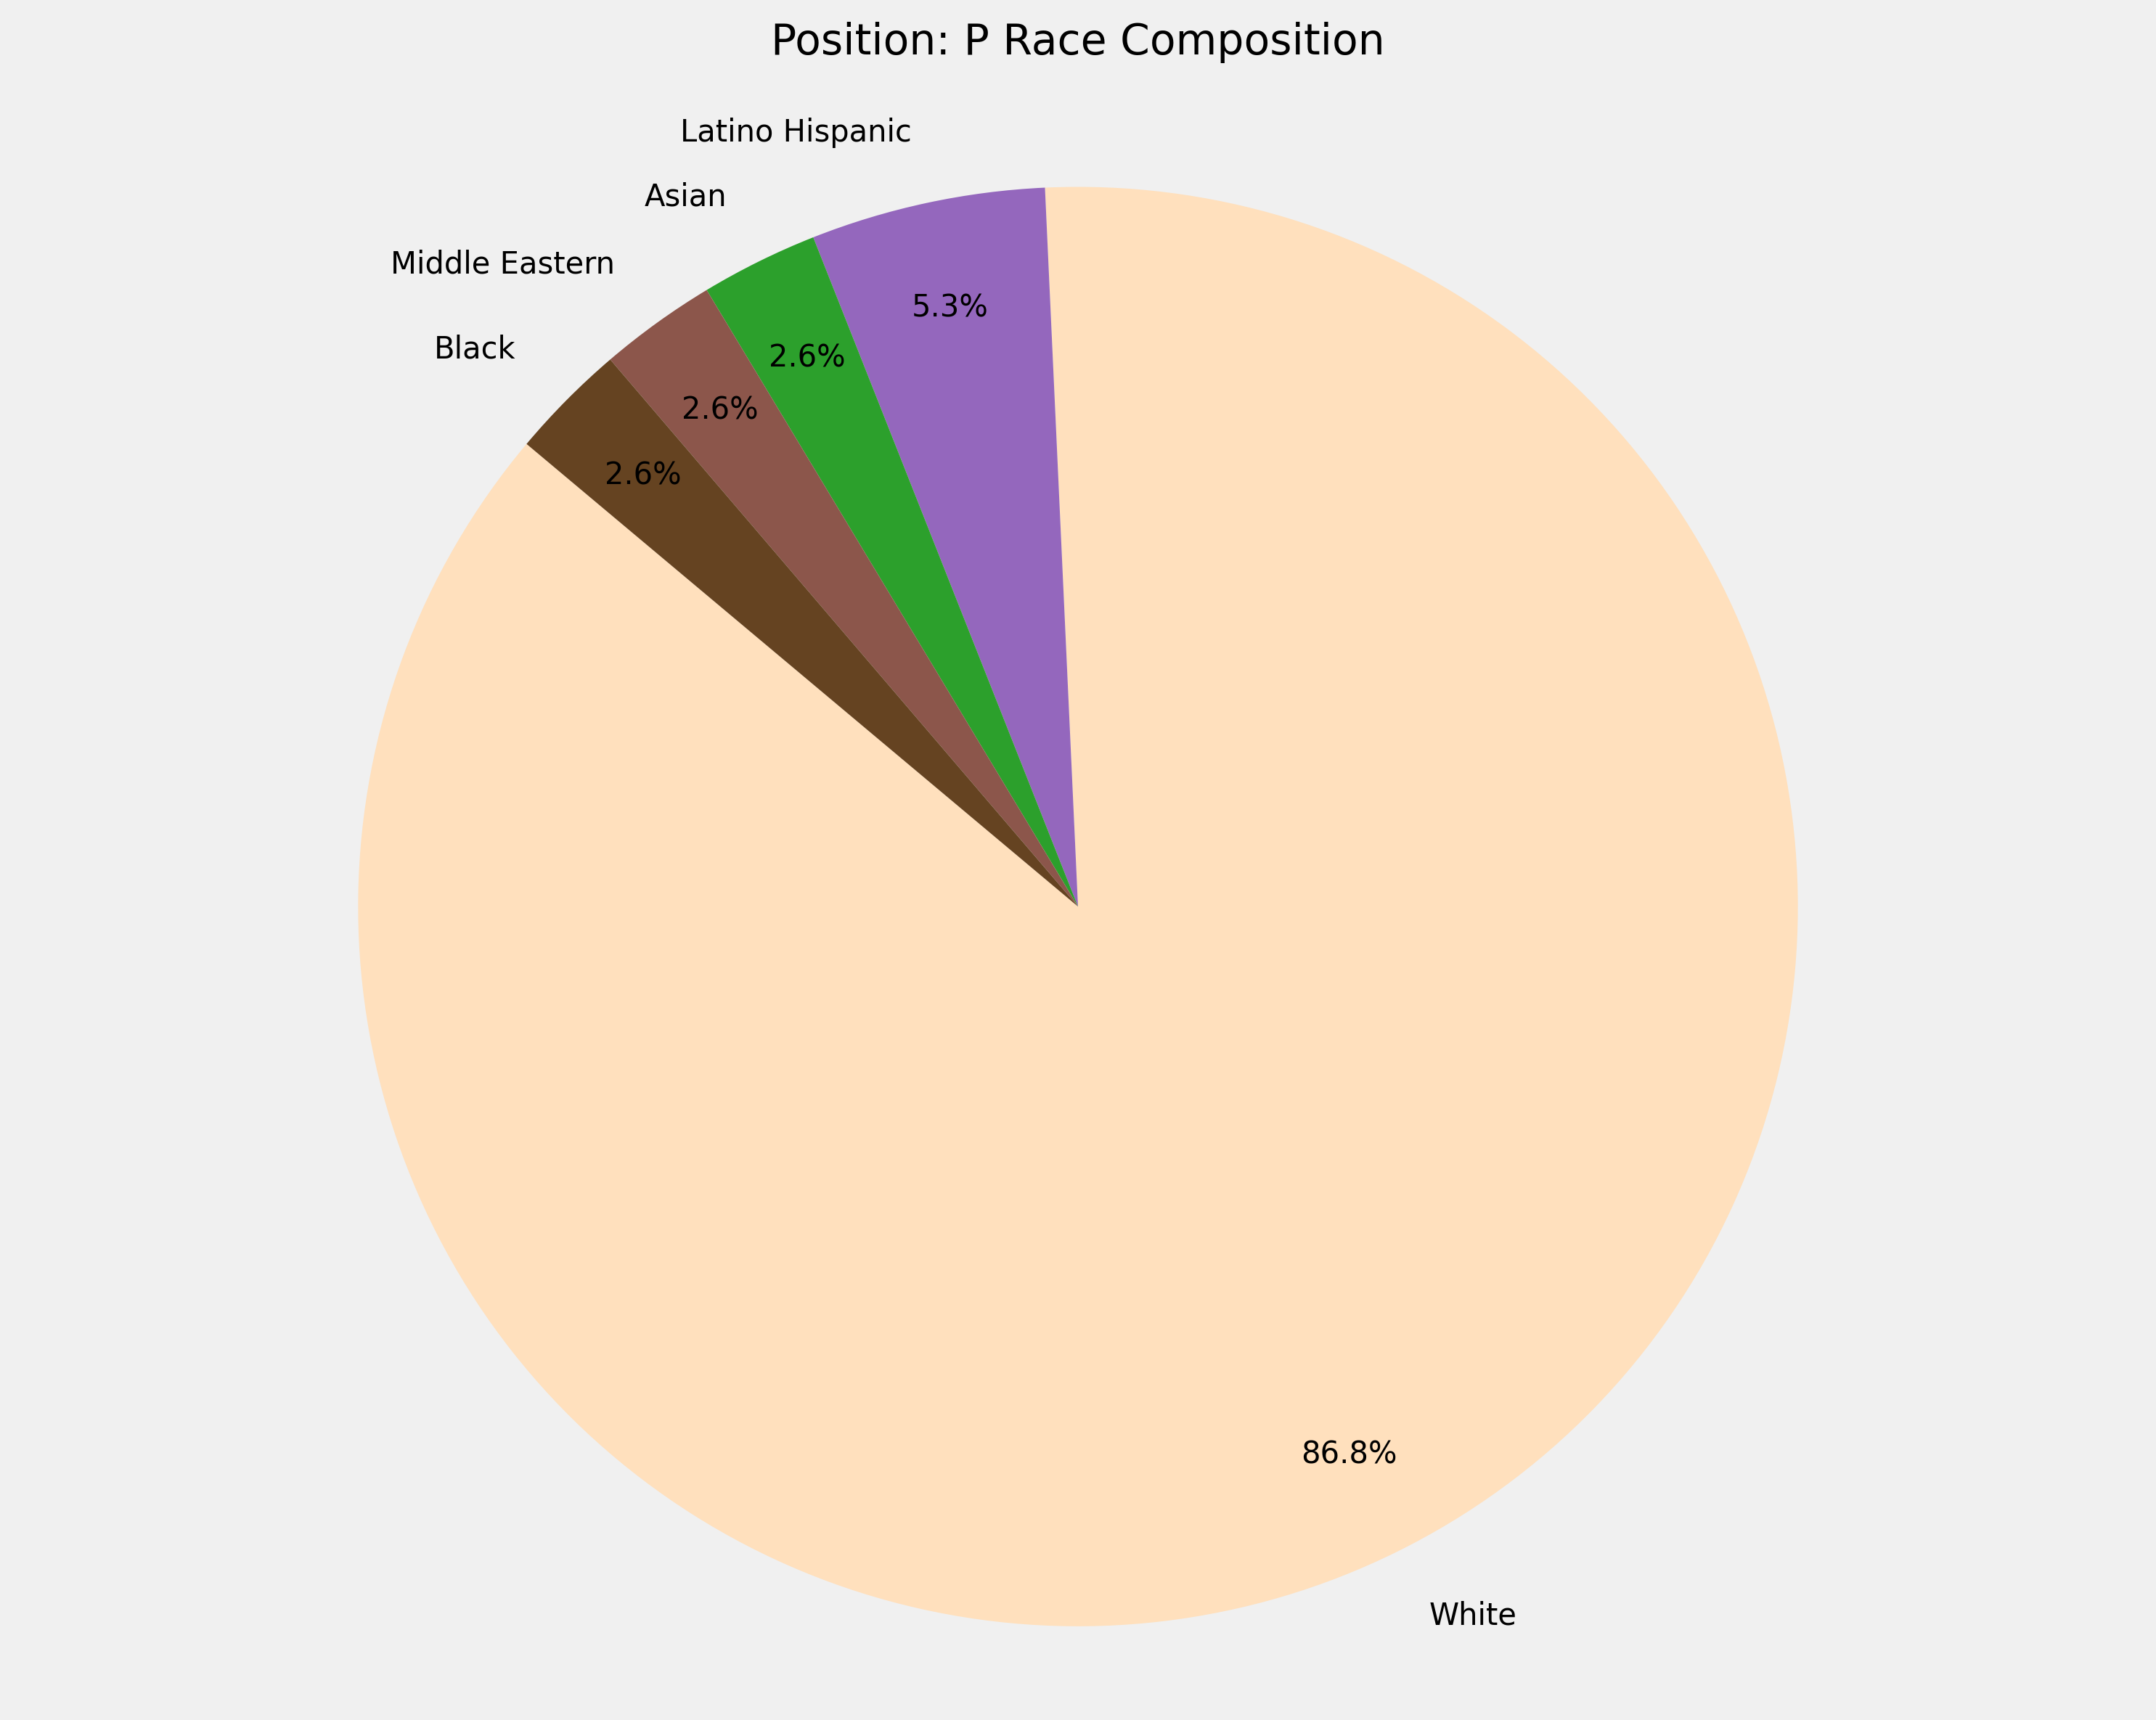 Position: P Race Composition
Latino Hispanic
Asian
Middle Eastern
Black
5.3%
2.6%
2.6%
2.6%
86.8%
White